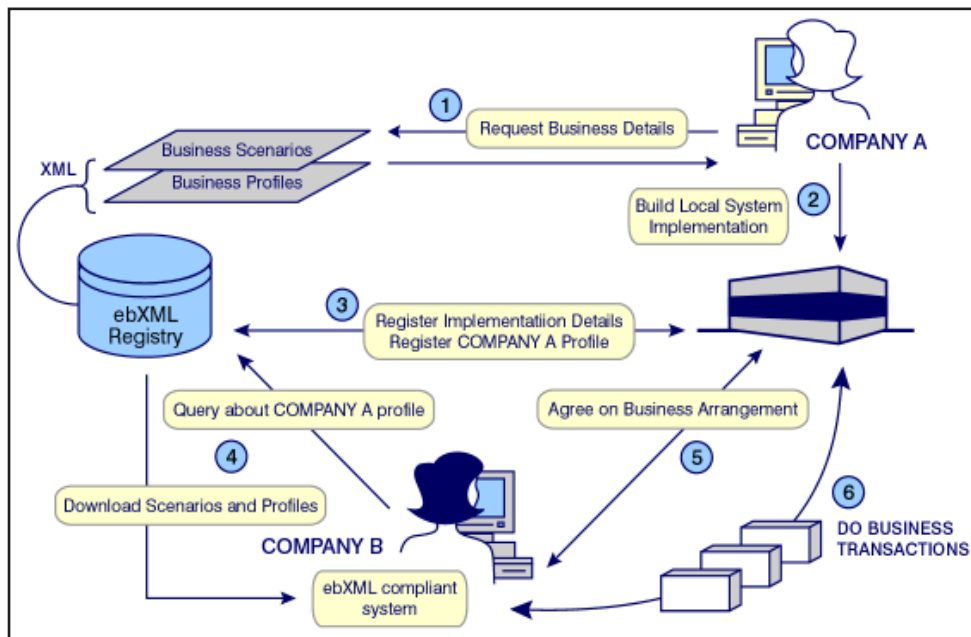 1
Request Business Details
COMPANY A
Business Scenarios
XML
Business Profiles
Build Local System
Implementation
2
ebXML
Registry
3
Register Implementatiion Details
Register COMPANY A Profile
Query about COMPANY A profile
Agree on Business Arrangement
4
5
Download Scenarios and Profiles
6
DO BUSINESS
TRANSACTIONS
COMPANY B
ebXML compliant
system